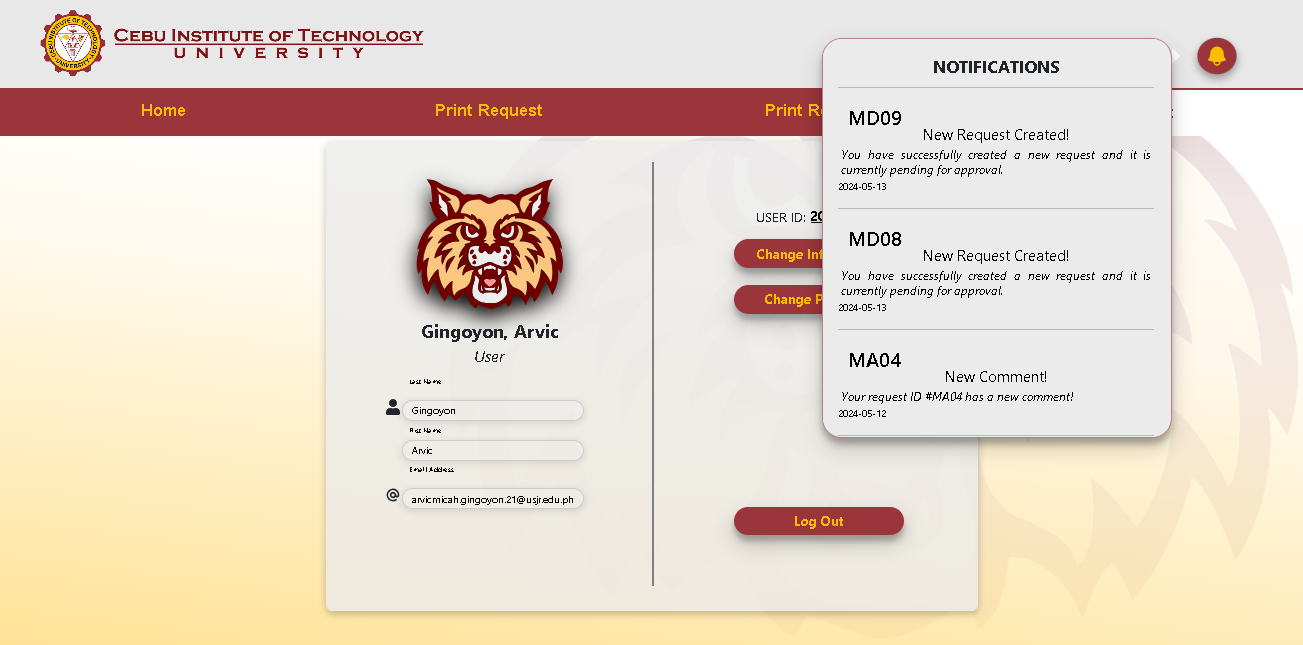 CEBU INSTITUTE OF TECHNOLOGY
UNIVERSITY
Home
Print Request
Print R
NOTIFICATIONS
MD09
New Request Created!
You have successfully created a new request and it is
currently pending for approval.
2024-05-13
MD08
New Request Created!
You have successfully created a new request and it is
currently pending for approval.
2024-05-13
MA04
New Comment!
Your request ID #MA04 has a new comment!
2024-05-12
Gingoyon, Arvic
User
Last Name
Gingoyon
First Name
Arvic
Email Address
arvicmicah.gingoyon.21@usjr.edu.ph
USER ID: 20
Change Inf
Change P
Log Out